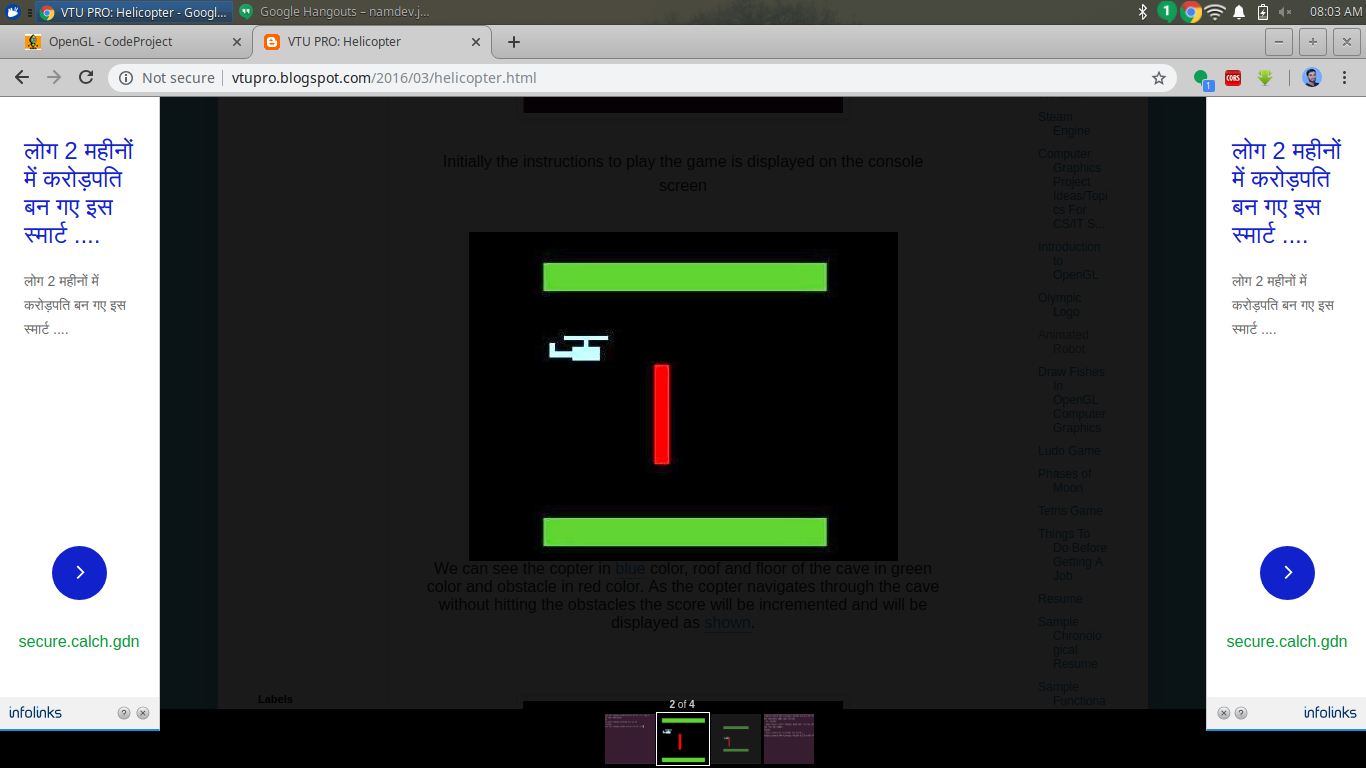 VTU PRO: Helicopter - Googl...
Google Hangouts – namdev.j...
1
08:03 AM
OpenGL - CodeProject
VTU PRO: Helicopter
Not secure
vtupro.blogspot.com/2016/03/helicopter.html
1
CORS
लोग 2 महीनों
में करोड़पति
बन गए इस
स्मार्ट ....
लोग 2 महीनों में
करोड़पति बन गए इस
स्मार्ट ....
secure.calch.gdn
infolinks
Initially the instructions to play the game is displayed on the console
screen
We can see the copter in blue color, roof and floor of the cave in green
color and obstacle in red color. As the copter navigates through the cave
without hitting the obstacles the score will be incremented and will be
displayed as shown.
Labels
2 of 4
Steam
Engine
Computer
Graphics
Project
Ideas/Topi
cs For
CS/IT S...
Introduction
to
OpenGL
Olympic
Logo
Animated
Robot
Draw Fishes
In
OpenGL
Computer
Graphics
Ludo Game
Phases of
Moon
Tetris Game
Things To
Do Before
Getting A
Job
Resume
Sample
Chronolo
gical
Resume
Sample
Functiona
लोग 2 महीनों
में करोड़पति
बन गए इस
स्मार्ट ....
लोग 2 महीनों में
करोड़पति बन गए इस
स्मार्ट ....
secure.calch.gdn
infolinks